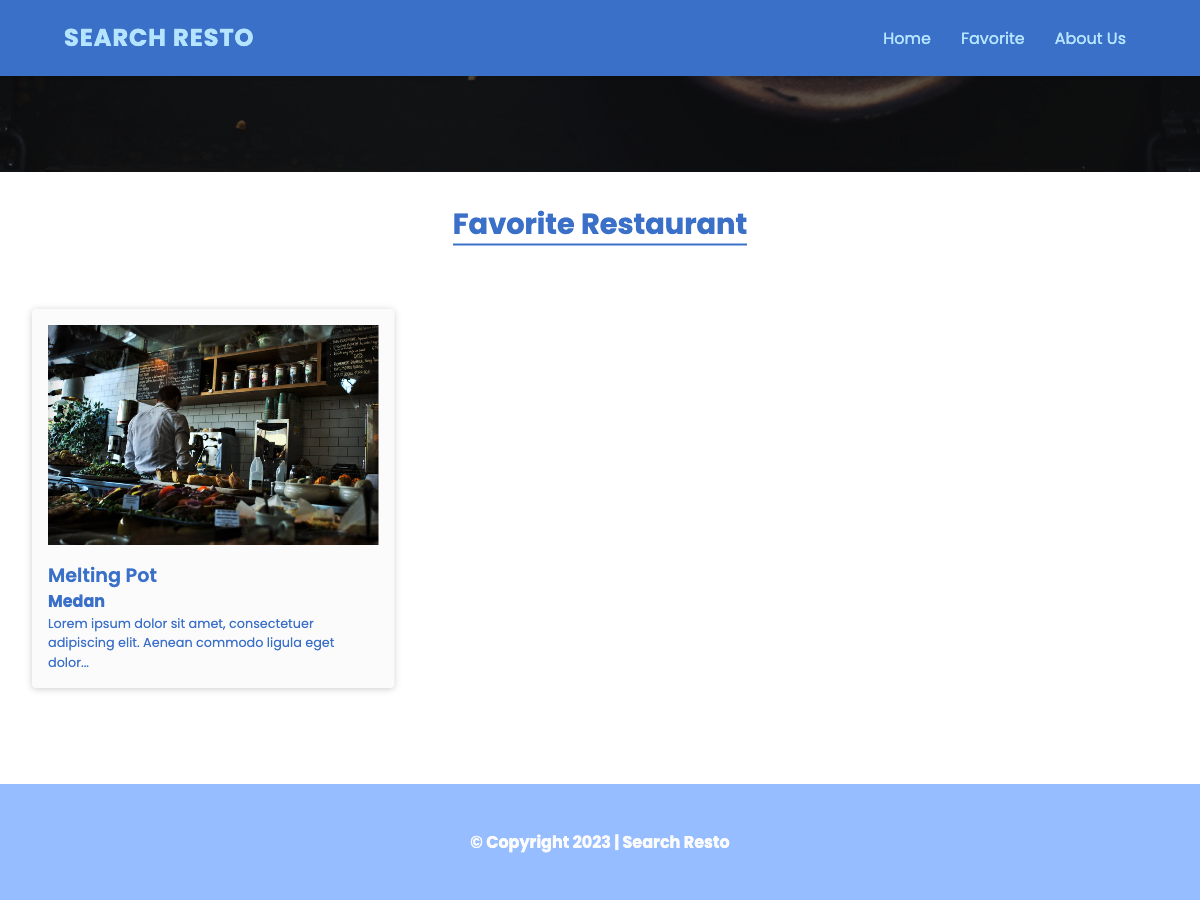 SEARCH RESTO
Home Favorite About Us
Favorite Restaurant
Melting Pot
Medan
Lorem ipsum dolor sit amet, consectetuer
adipiscing elit. Aenean commodo ligula eget
dolor...
© Copyright 2023 | Search Resto